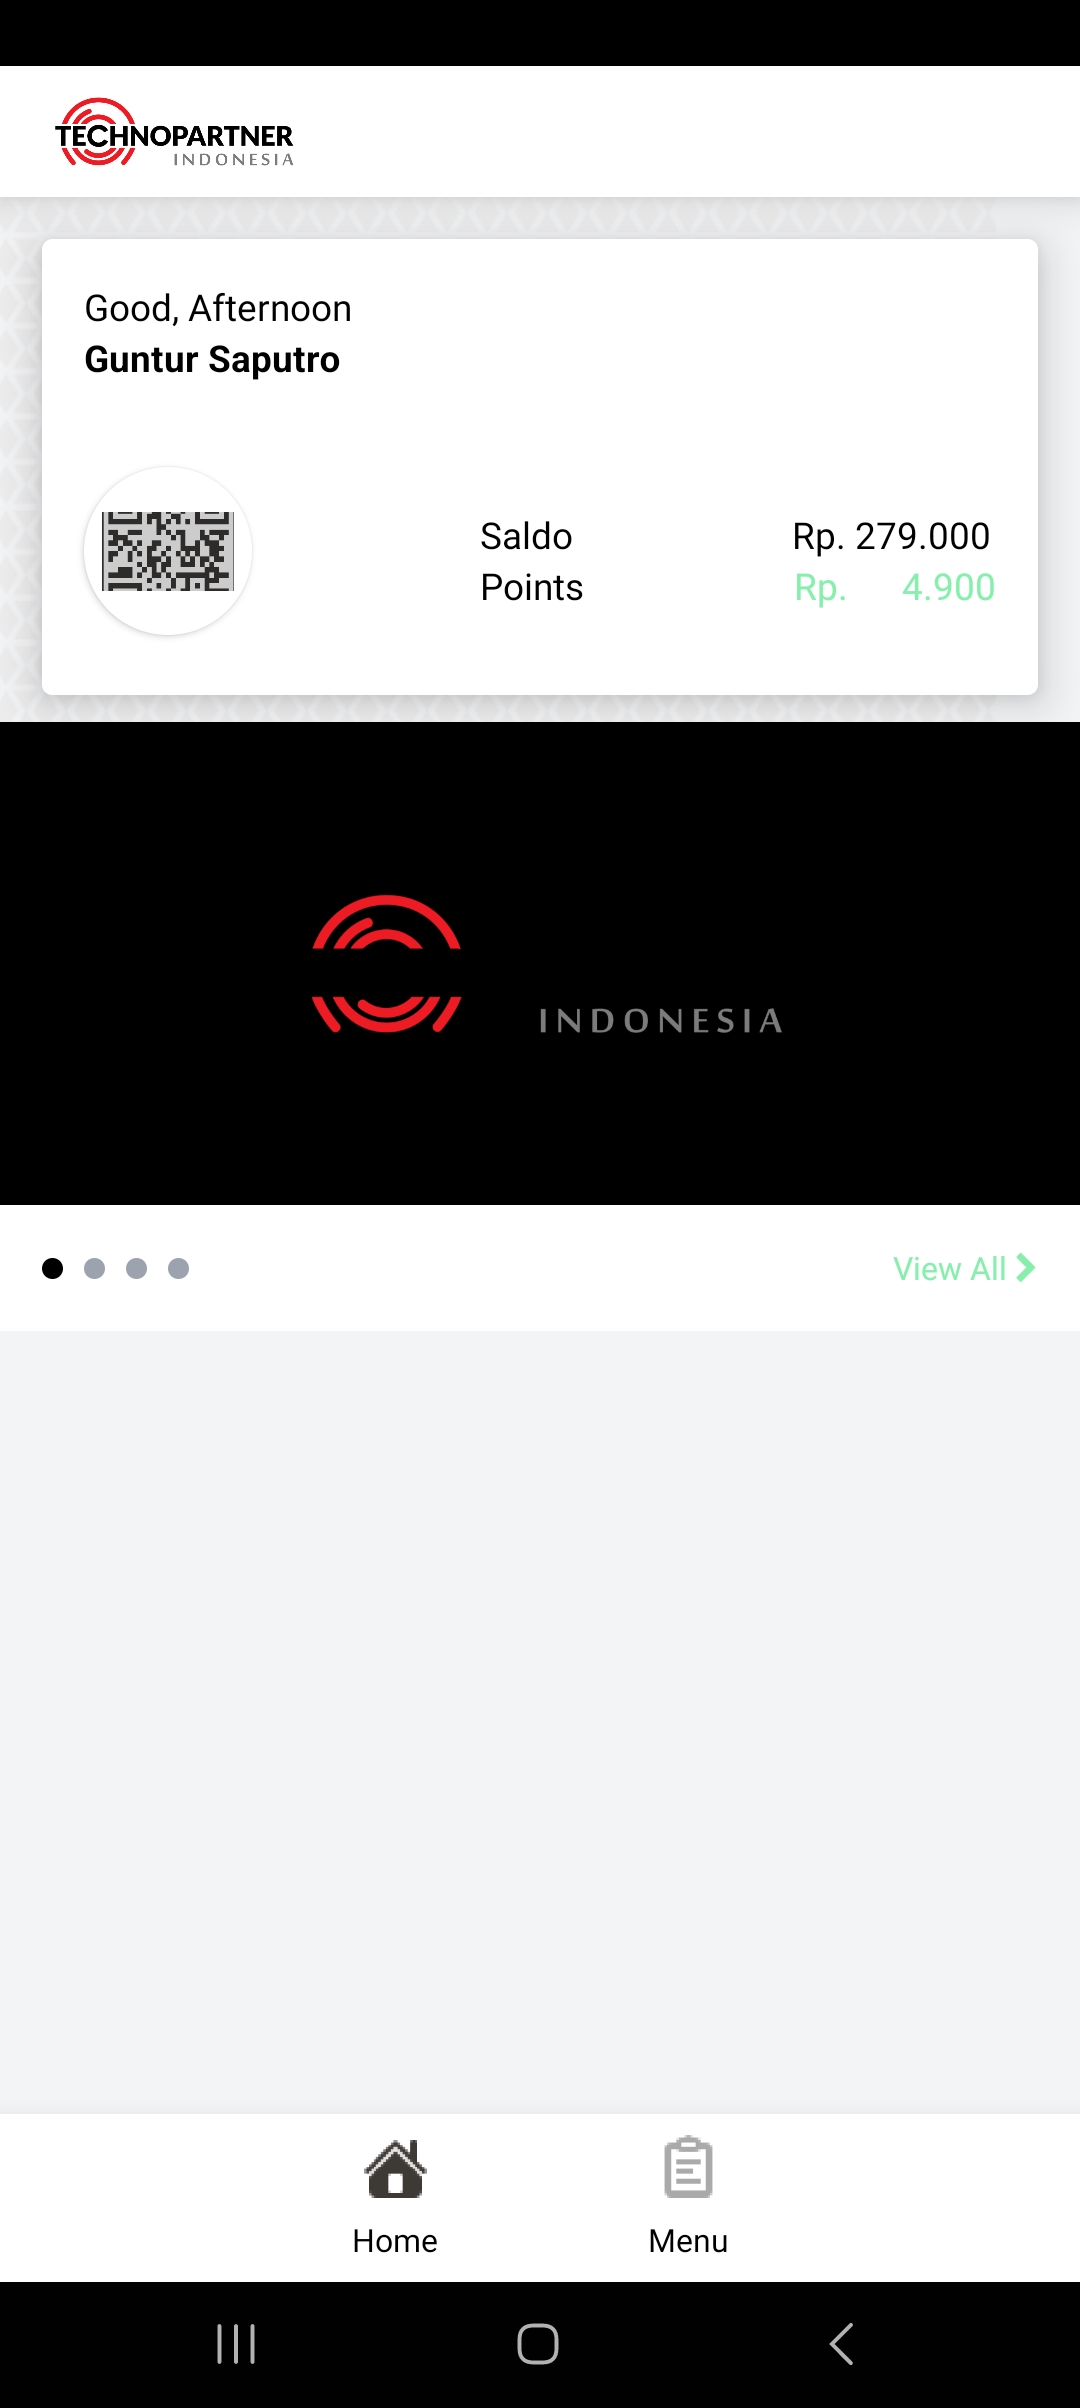 TECHNOPARTNER
INDONESIA
Good, Afternoon
Guntur Saputro
Saldo Rp. 279.000
Points Rp. 4.900
INDONESIA
View All
Home Menu